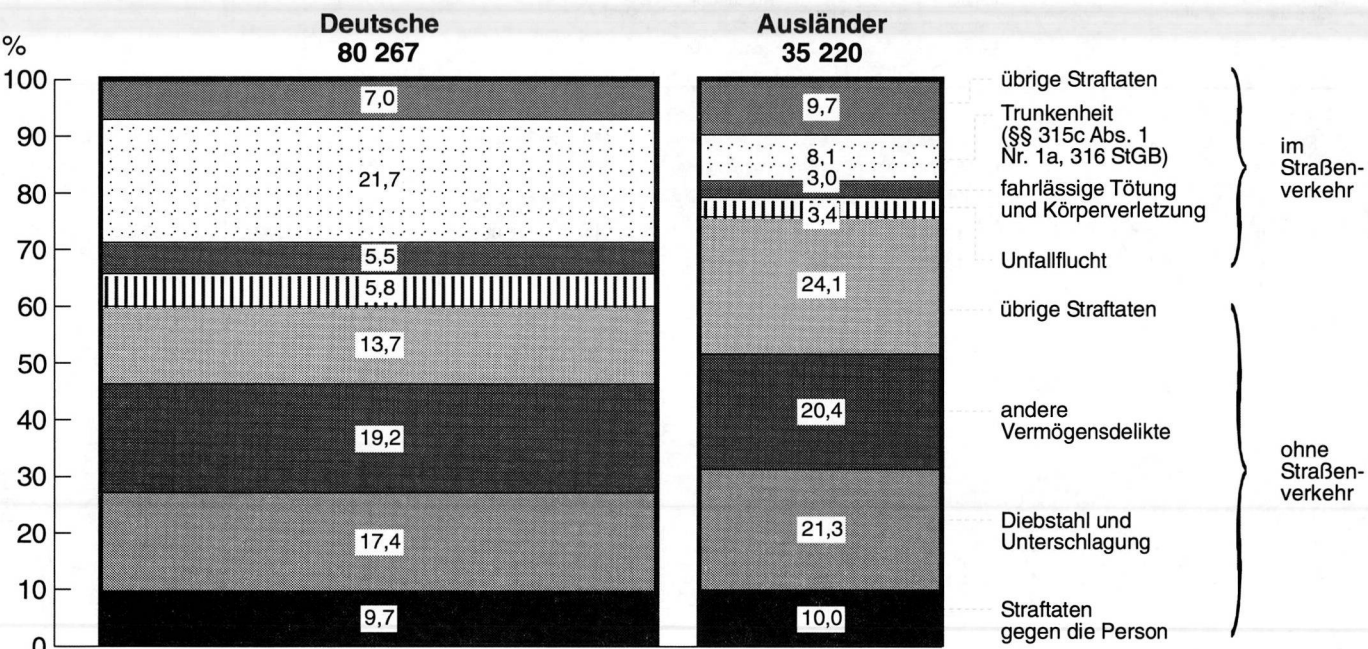 Deutsche
80 267
Ausländer
35 220
%
100
90
80
70
60
50
40
30
20
10
0
7,0
21,7
5,5
5,8
13,7
19,2
17,4
9,7
9,7
8,1
3,0
3,4
24,1
20,4
21,3
10,0
übrige Straftaten
Trunkenheit
(§§ 315c Abs. 1
Nr. 1a, 316 StGB)
fahrlässige Tötung
und Körperverletzung
Unfallflucht
im
Straßen-
verkehr
übrige Straftaten
andere
Vermögensdelikte
Diebstahl und
Unterschlagung
Straftaten
gegen die Person
ohne
Straßen-
verkehr